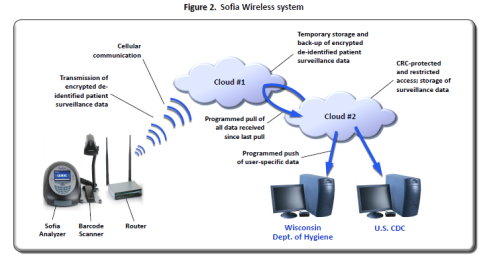 Figure 2. Sofia Wireless system
Cellular
communication
Temporary storage and
back-up of encrypted
de-identified patient
surveillance data
Transmission of
encrypted de-
identified patient
surveillance data
Cloud #1
CRC-protected
and restricted
access; storage of
surveillance data
Programmed pull of
all data received
since last pull
Cloud #2
Programmed push
of user-specific data
Sofia
Analyzer
Barcode
Scanner
Router
Wisconsin
Dept. of Hygiene
U.S. CDC